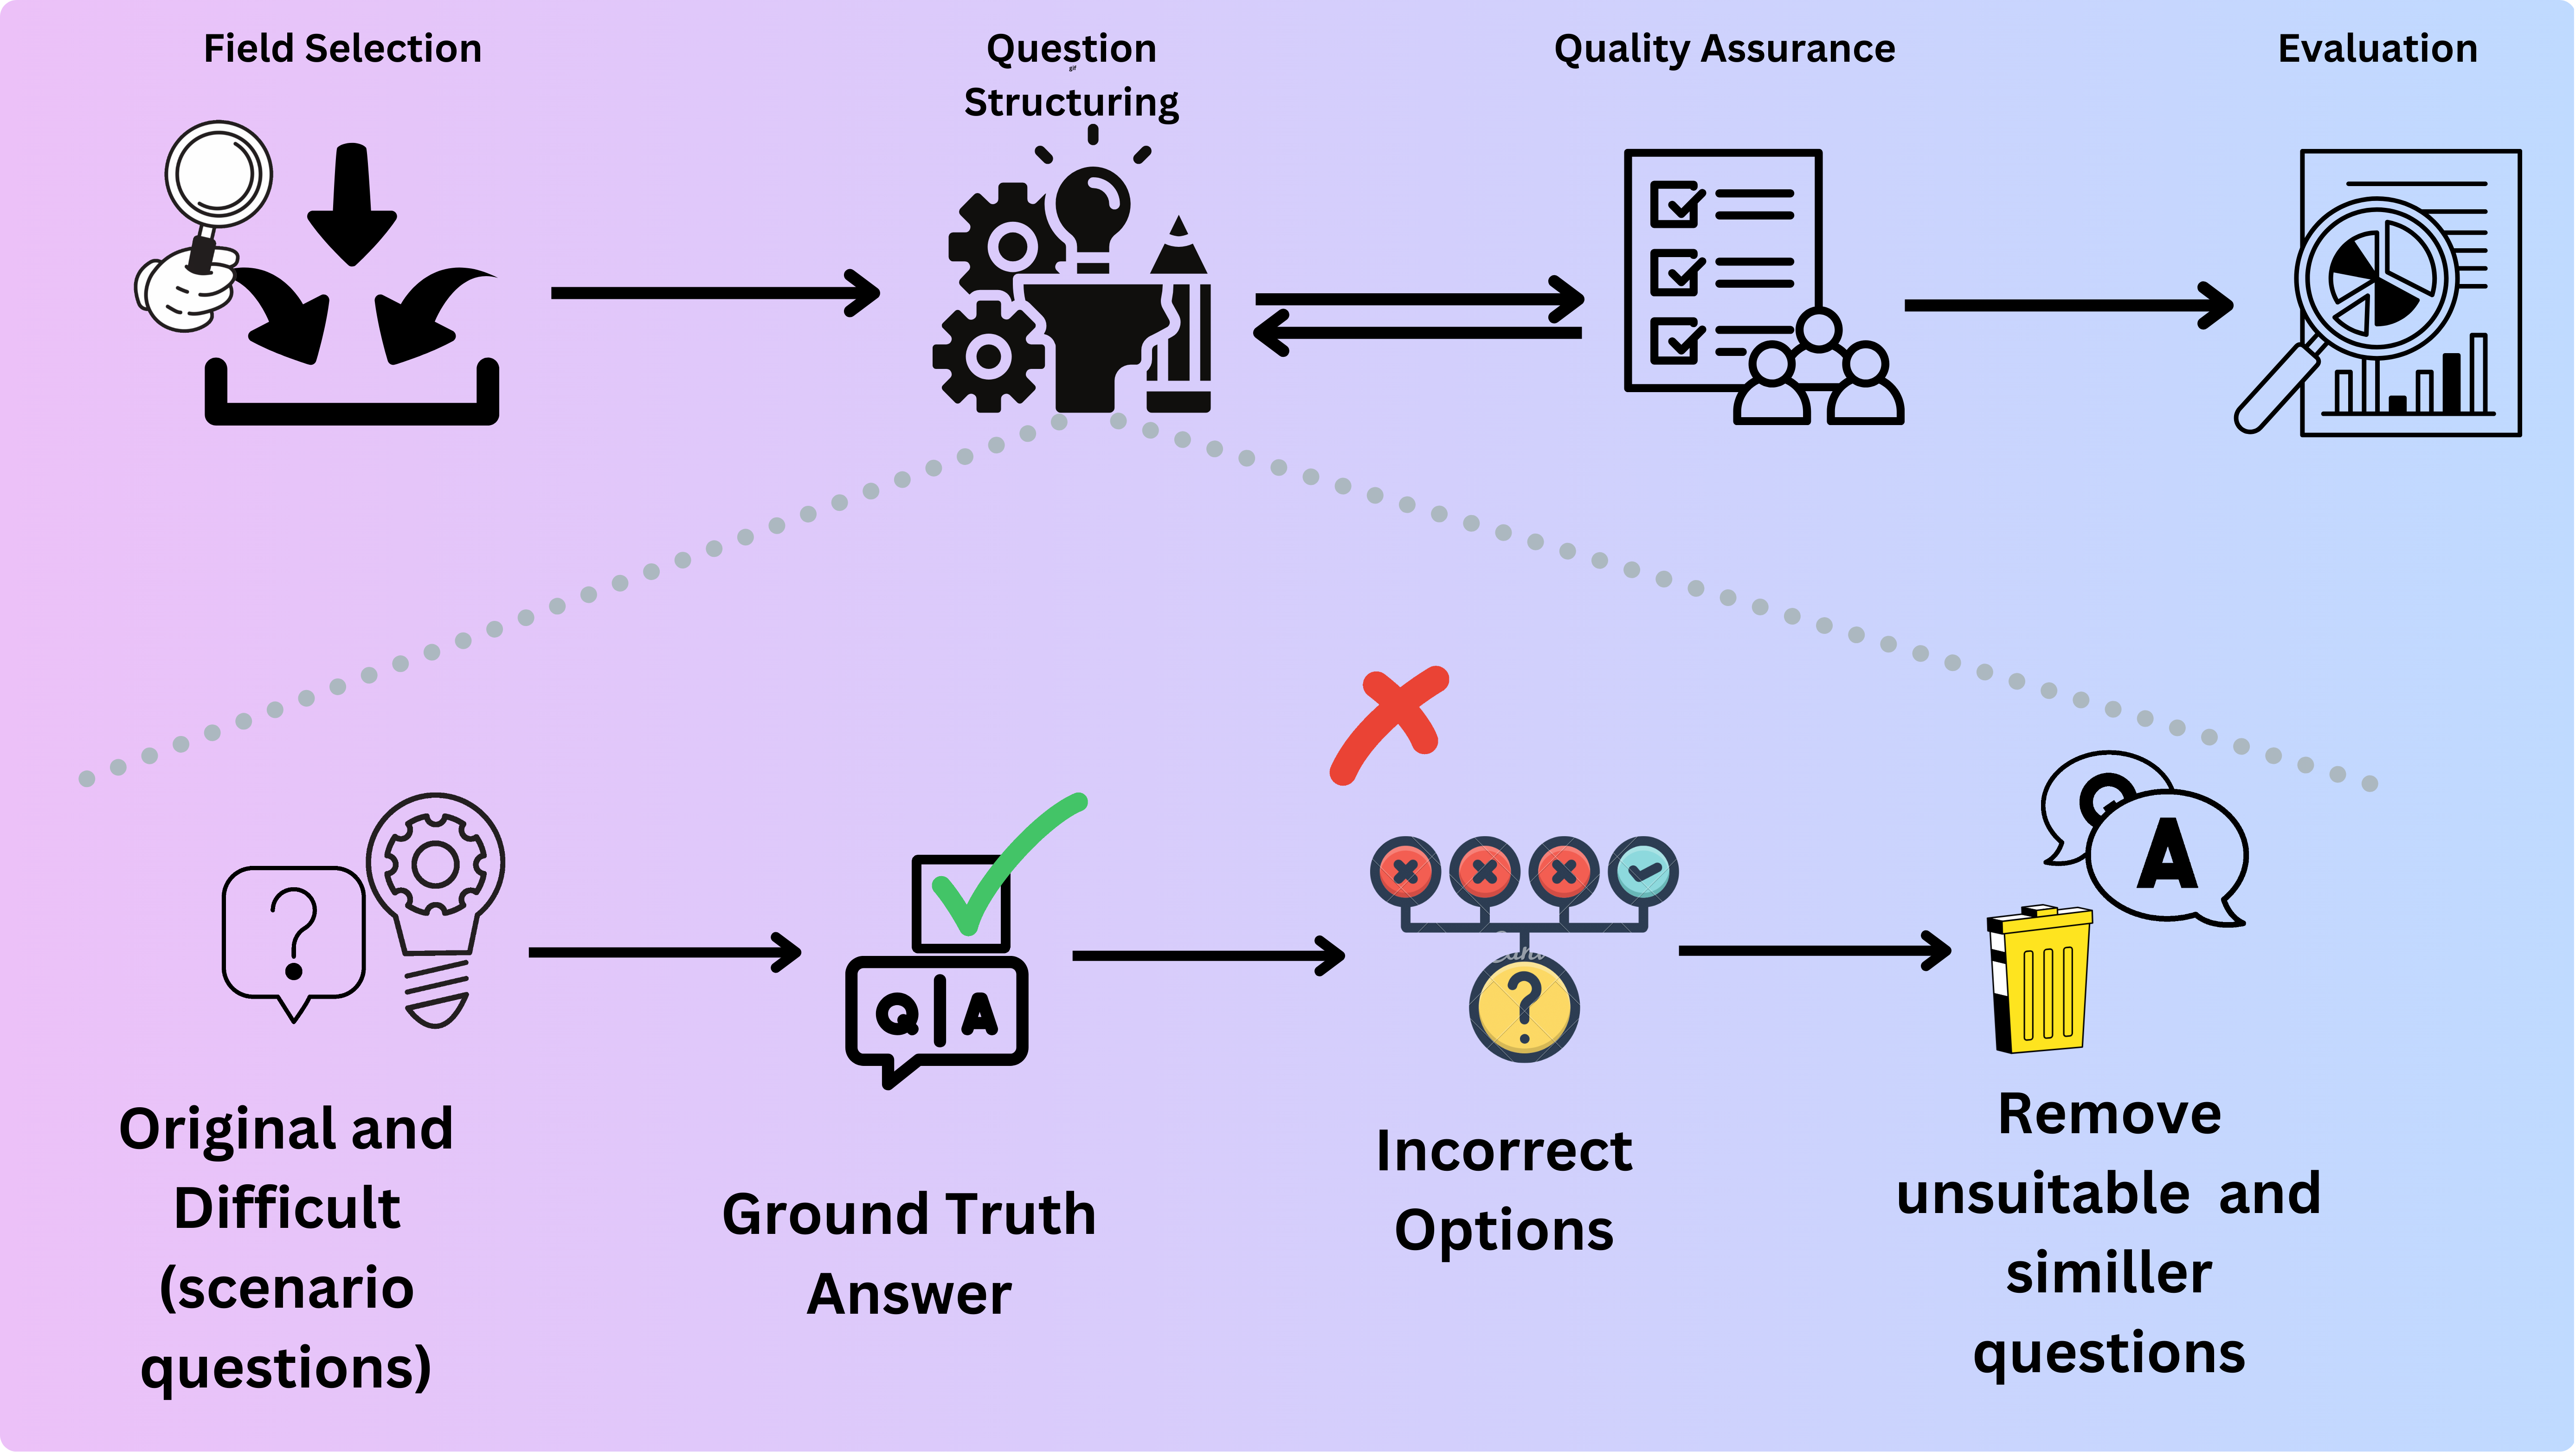 Field Selection
Question
Structuring
Quality Assurance
Evaluation
Q
A
Q A
Original and
Difficult
(scenario
questions)
Ground Truth
Answer
Incorrect
Options
Remove
unsuitable and
similler
questions